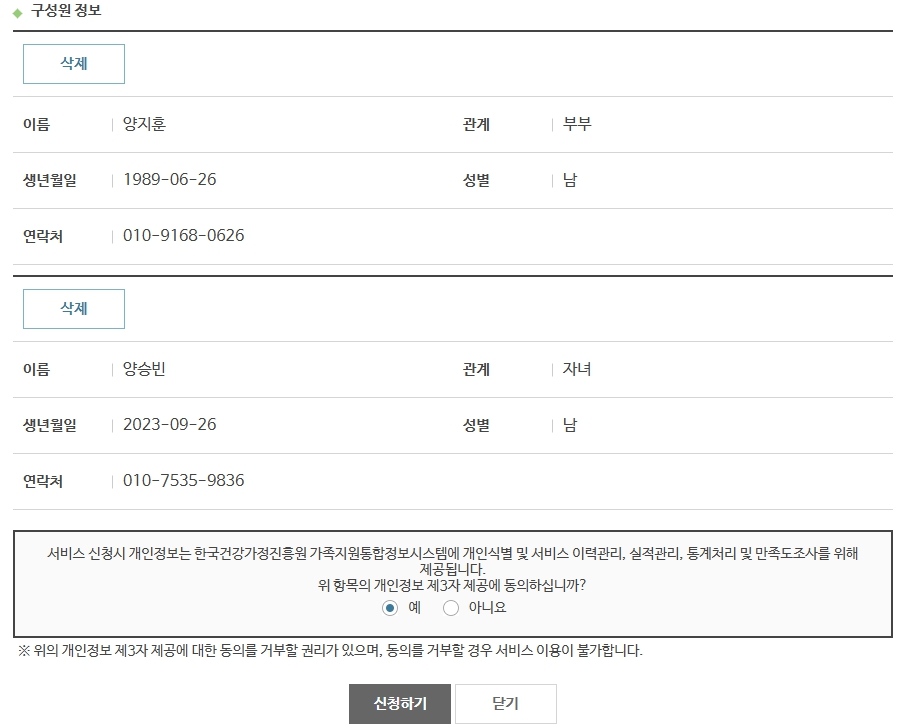 구성원 정보
삭제
이름 양지훈 관계 부부
생년월일 1989-06-26 성별 남
연락처 010-9168-0626
삭제
이름 양승빈 관계 자녀
생년월일 2023-09-26 성별 남
연락처 010-7535-9836
서비스 신청시 개인정보는 한국건강가정진흥원 가족지원통합정보시스템에 개인식별 및 서비스 이력관리, 실적관리, 통계처리 및 만족도조사를 위해
제공됩니다.
위 항목의 개인정보 제3자 제공에 동의하십니까?
예 아니요
※ 위의 개인정보 제3자 제공에 대한 동의를 거부할 권리가 있으며, 동의를 거부할 경우 서비스 이용이 불가합니다.
신청하기 닫기